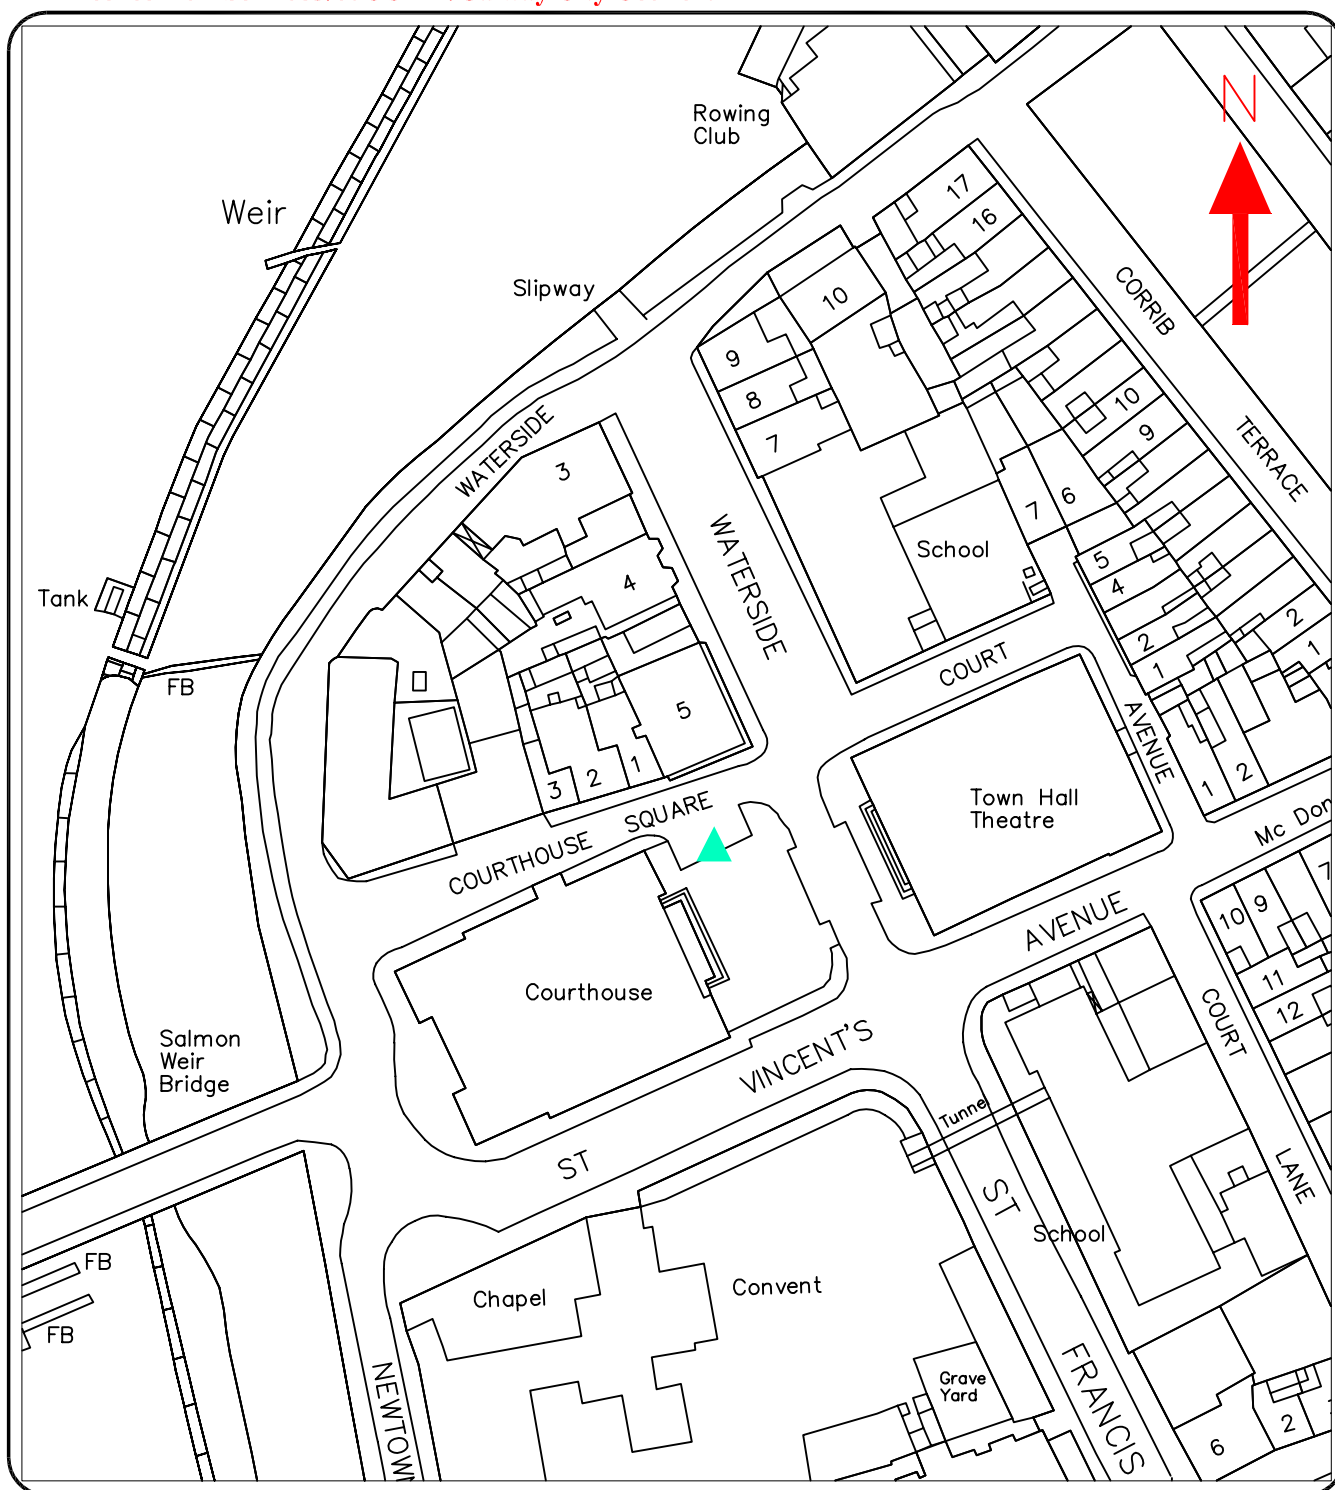 N
Rowing
Club
Weir
17
16
Slipway
CORRIB
10
9
8
7
WATERSIDE
3
10
9
TERRACE
7
6
WATERSIDE
School
5
4
Tank
4
2
1
2
1
COURT
FB
5
AVENUE
3
2
1
1
2
SQUARE
Town Hall
Theatre
Mc Don
COURTHOUSE
7
10
9
AVENUE
11
12
Courthouse
COURT
Salmon
Weir
Bridge
VINCENT'S
Tunnel
ST
ST
LANE
School
FB
Chapel
Convent
FB
NEWTOWN
FRANCIS
Grave
Yard
6
2